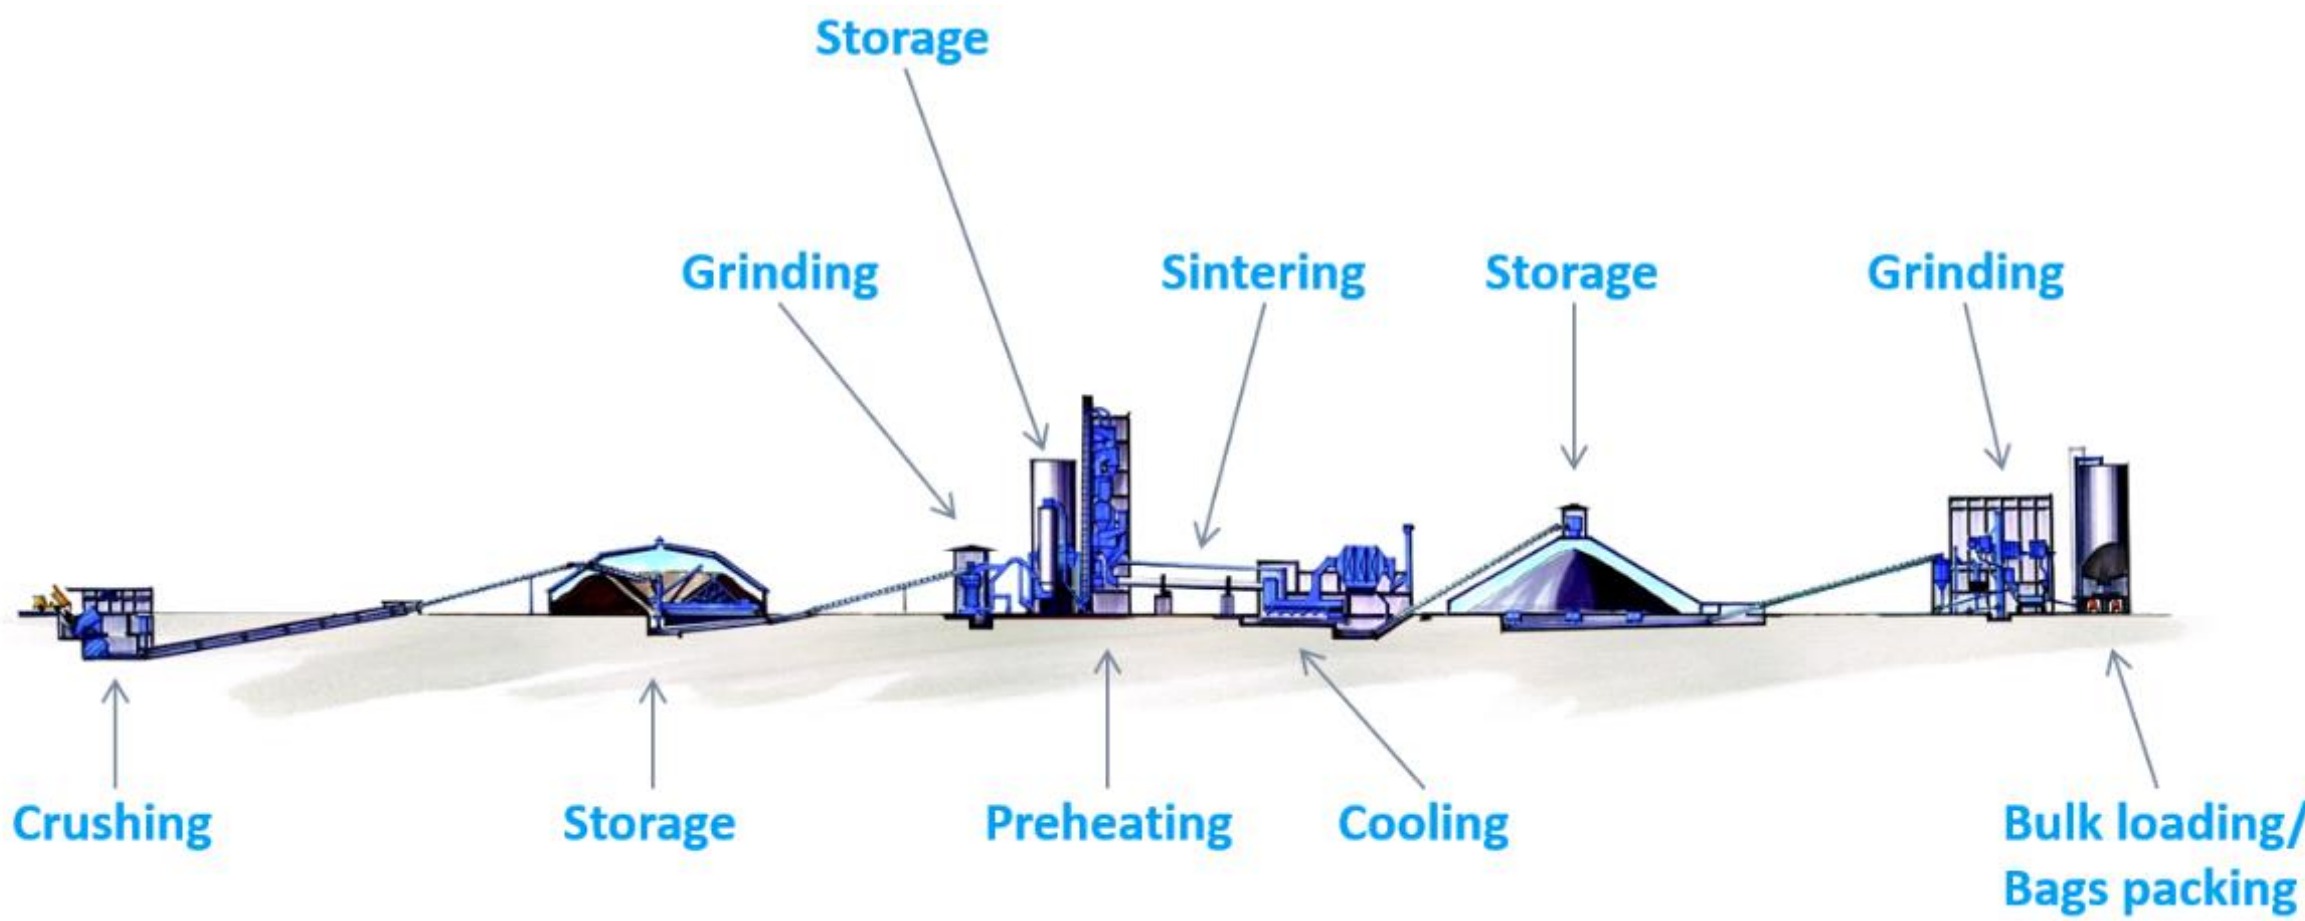 Storage
Grinding
Sintering
Storage
Grinding
Crushing
Storage
Preheating
Cooling
Bulk loading/
Bags packing